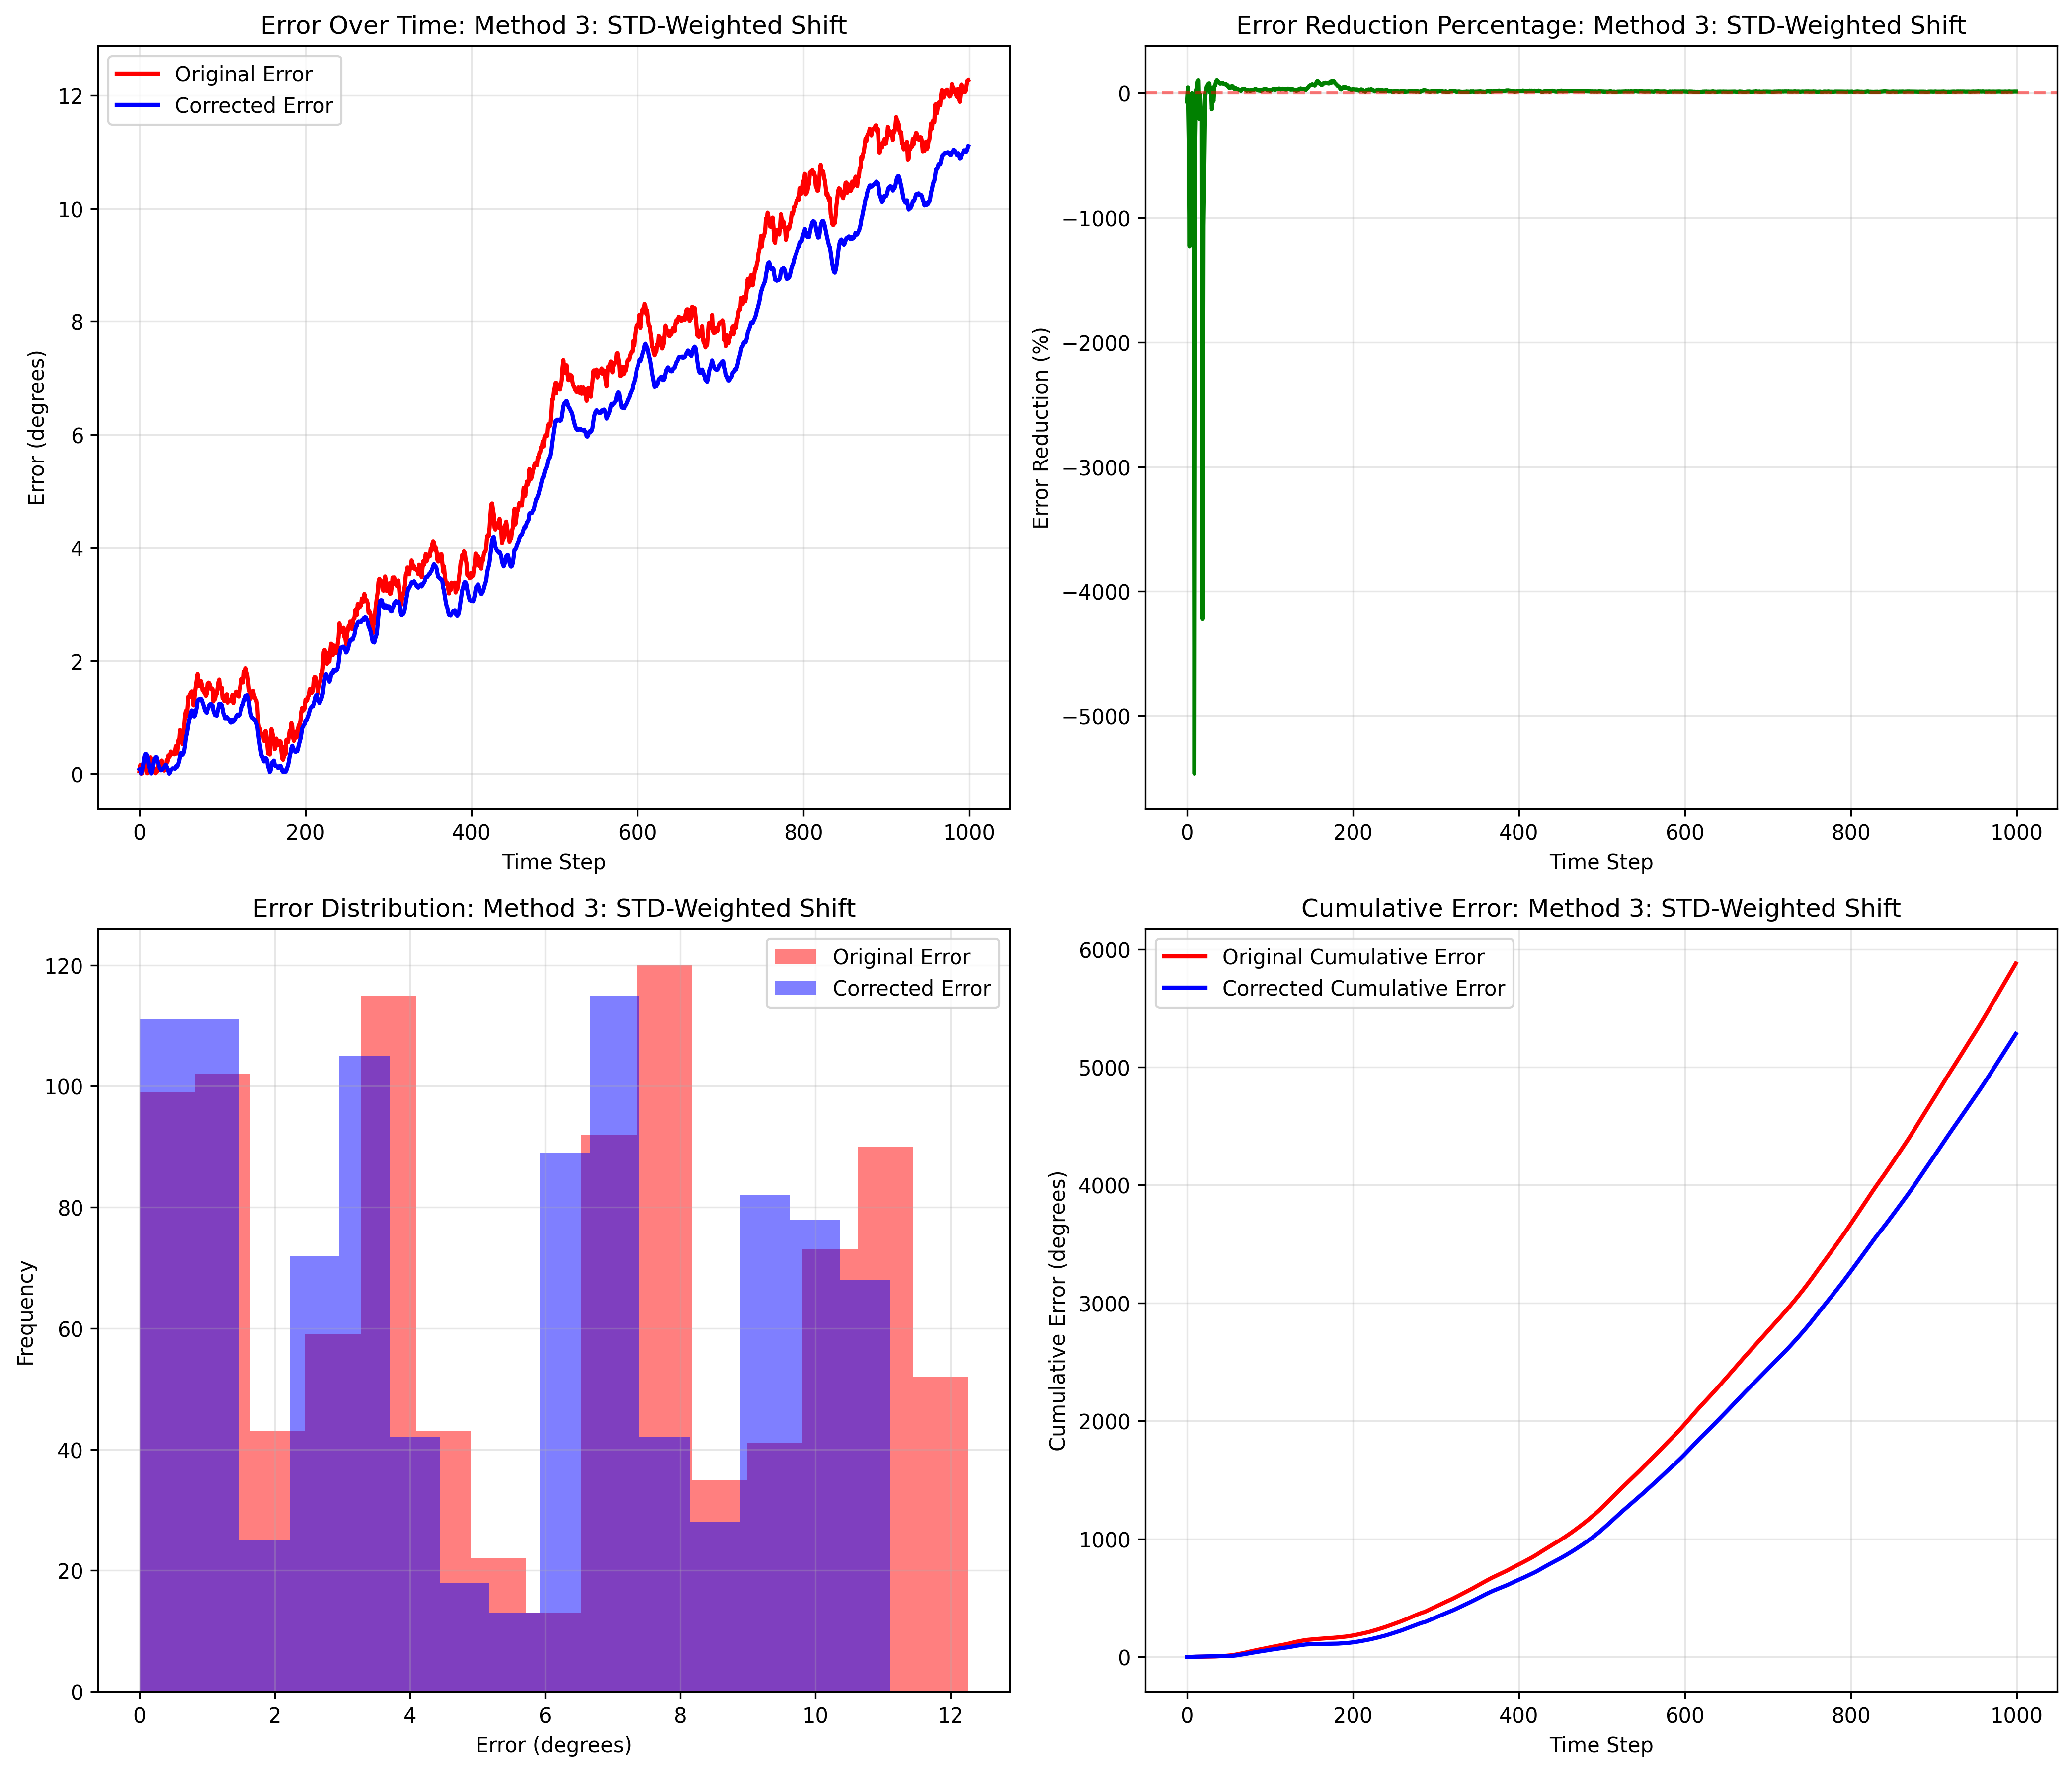 Error Over Time: Method 3: STD-Weighted Shift
Original Error
Corrected Error
12
10
8
6
4
2
0
Error (degrees)
0 200 400 600 800 1000
Time Step
Error Reduction Percentage: Method 3: STD-Weighted Shift
0
−1000
−2000
−3000
−4000
−5000
Error Reduction (%)
0 200 400 600 800 1000
Time Step
Error Distribution: Method 3: STD-Weighted Shift
Original Error
Corrected Error
120
100
80
60
40
20
0
Frequency
0 2 4 6 8 10 12
Error (degrees)
Cumulative Error: Method 3: STD-Weighted Shift
Original Cumulative Error
Corrected Cumulative Error
6000
5000
4000
3000
2000
1000
0
Cumulative Error (degrees)
0 200 400 600 800 1000
Time Step